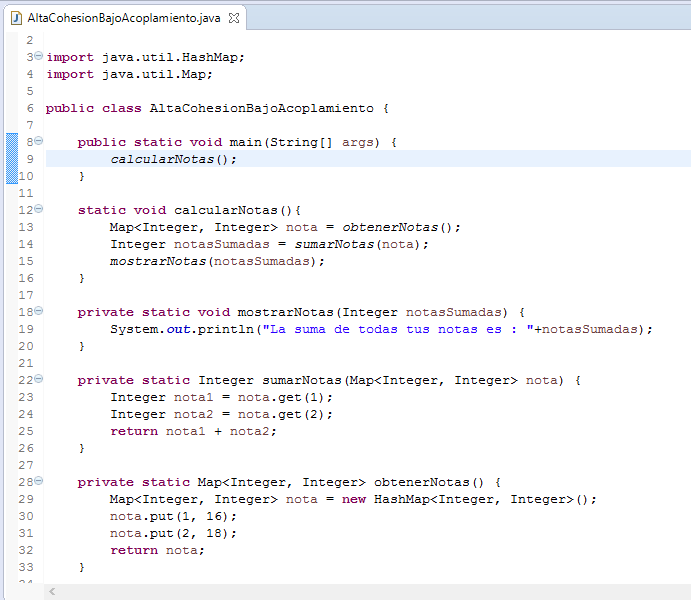 AltaCohesionBajoAcoplamiento.java
2
3 import java.util.HashMap;
4 import java.util.Map;
5
6 public class AltaCohesionBajoAcoplamiento {
7
8     public static void main(String[] args) {
9         calcularNotas();
10     }
11
12     static void calcularNotas(){
13         Map<Integer, Integer> nota = obtenerNotas();
14         Integer notasSumadas = sumarNotas(nota);
15         mostrarNotas(notasSumadas);
16     }
17
18     private static void mostrarNotas(Integer notasSumadas) {
19         System.out.println("La suma de todas tus notas es : "+notasSumadas);
20     }
21
22     private static Integer sumarNotas(Map<Integer, Integer> nota) {
23         Integer nota1 = nota.get(1);
24         Integer nota2 = nota.get(2);
25         return nota1 + nota2;
26     }
27
28     private static Map<Integer, Integer> obtenerNotas() {
29         Map<Integer, Integer> nota = new HashMap<Integer, Integer>();
30         nota.put(1, 16);
31         nota.put(2, 18);
32         return nota;
33     }